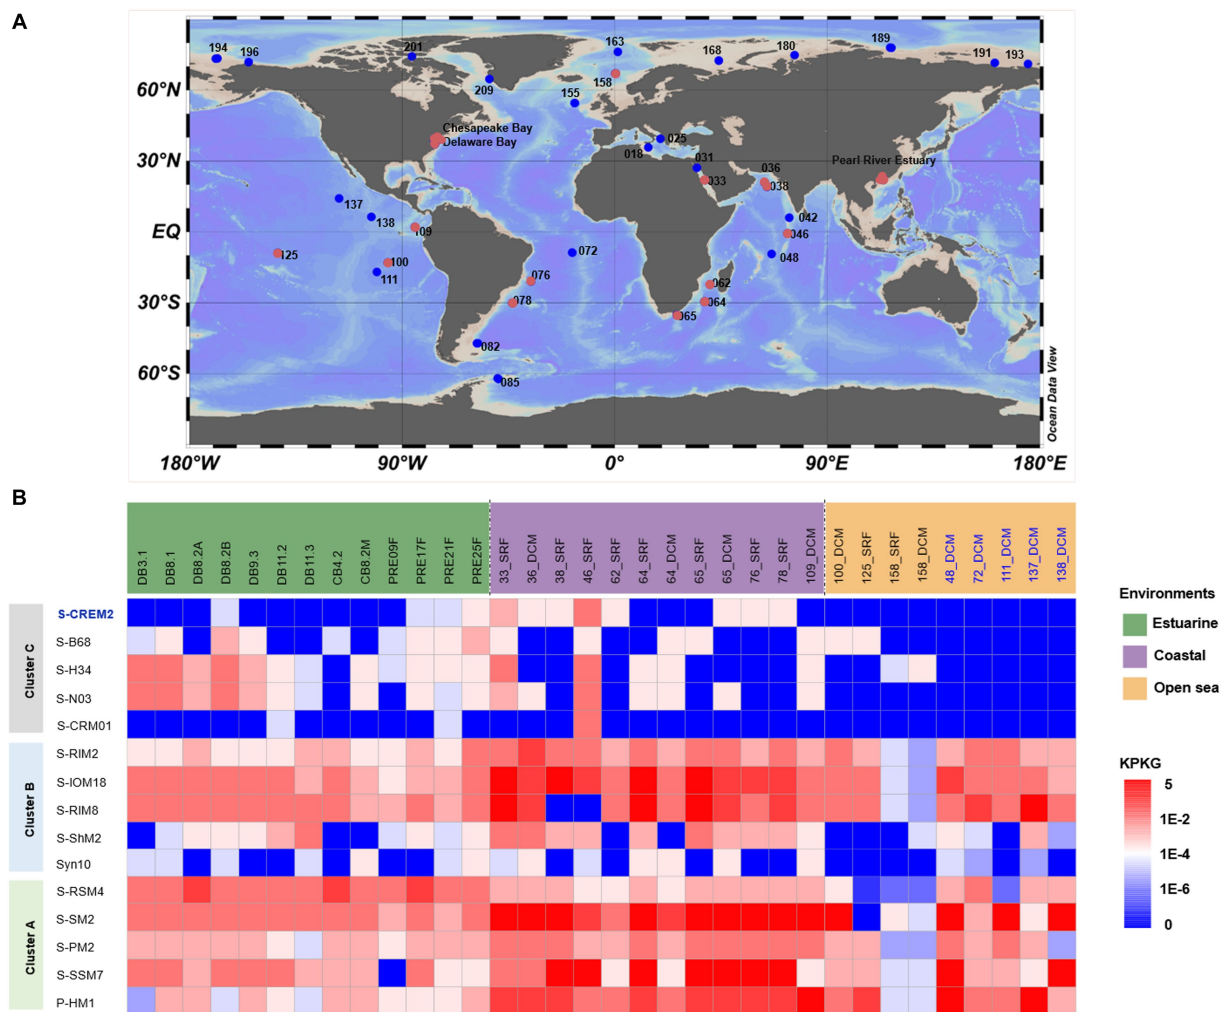 A
194
196
201
209
163
158
155
168
180
189
191
193
60°N
Chesapeake Bay
Delaware Bay
025
018
031
033
036
038
Pearl River Estuary
30°N
137
138
109
042
046
048
EQ
125
100
111
072
076
078
062
064
065
30°S
082
085
60°S
Ocean Data View
180°W 90°W 0° 90°E 180°E
B
DB3.1
DB8.1
DB8.2A
DB8.2B
DB9.3
DB11.2
DB11.3
CB4.2
CB8.2M
PRE09F
PRE17F
PRE21F
PRE25F
33_SRF
36_DCM
38_SRF
46_SRF
62_SRF
64_SRF
64_DCM
65_SRF
65_DCM
76_SRF
78_SRF
109_DCM
100_DCM
125_SRF
158_SRF
158_DCM
48_DCM
72_DCM
111_DCM
137_DCM
138_DCM
Cluster C
S-CREM2
S-B68
S-H34
S-N03
S-CRM01
Cluster B
S-RIM2
S-IOM18
S-RIM8
S-ShM2
Syn10
Cluster A
S-RSM4
S-SM2
S-PM2
S-SSM7
P-HM1
Environments
Estuarine
Coastal
Open sea
KPKG
5
1E-2
1E-4
1E-6
0